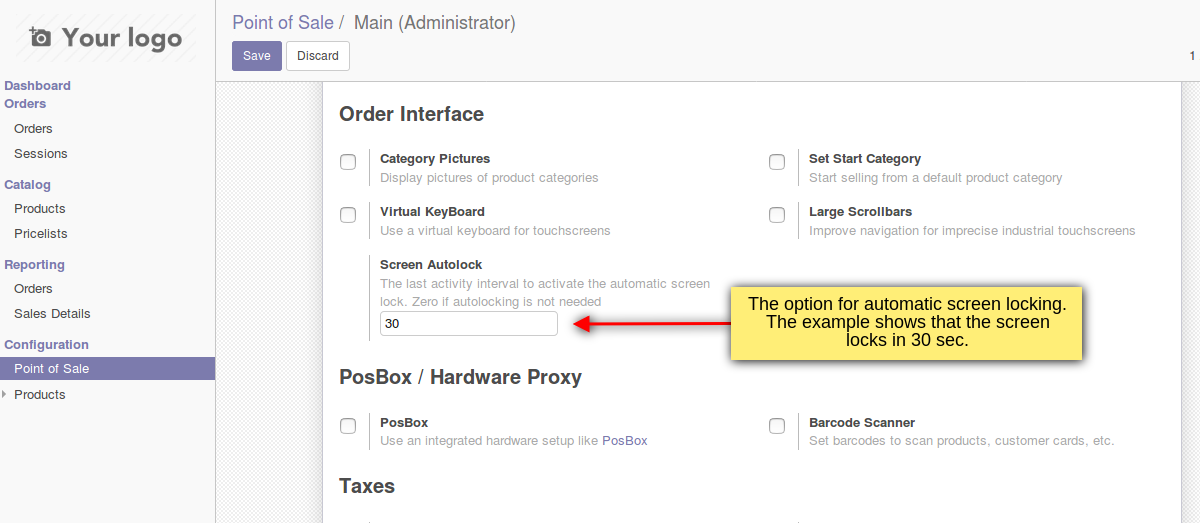 Your logo
Dashboard
Orders
Orders
Sessions
Catalog
Products
Pricelists
Reporting
Orders
Sales Details
Configuration
Point of Sale
Products
Point of Sale / Main (Administrator)
Save Discard
1
Order Interface
Category Pictures
Display pictures of product categories
Set Start Category
Start selling from a default product category
Virtual KeyBoard
Use a virtual keyboard for touchscreens
Large Scrollbars
Improve navigation for imprecise industrial touchscreens
Screen Autolock
The last activity interval to activate the automatic screen
lock. Zero if autolocking is not needed
30
The option for automatic screen locking.
The example shows that the screen
locks in 30 sec.
PosBox / Hardware Proxy
PosBox
Use an integrated hardware setup like PosBox
Barcode Scanner
Set barcodes to scan products, customer cards, etc.
Taxes